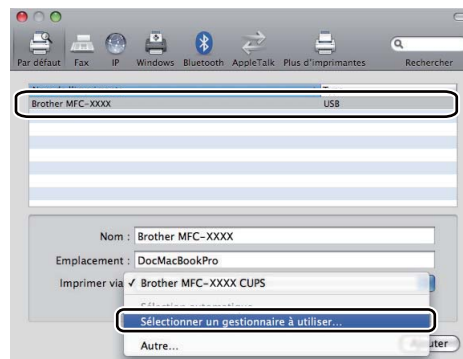 Par défaut Fax IP Windows Bluetooth AppleTalk Plus d'imprimantes Rechercher
Brother MFC-XXXX USB
Nom : Brother MFC-XXXX
Emplacement : DocMacBookPro
Imprimer via ✓ Brother MFC-XXXX CUPS
Sélectionner un gestionnaire à utiliser...
Autre...